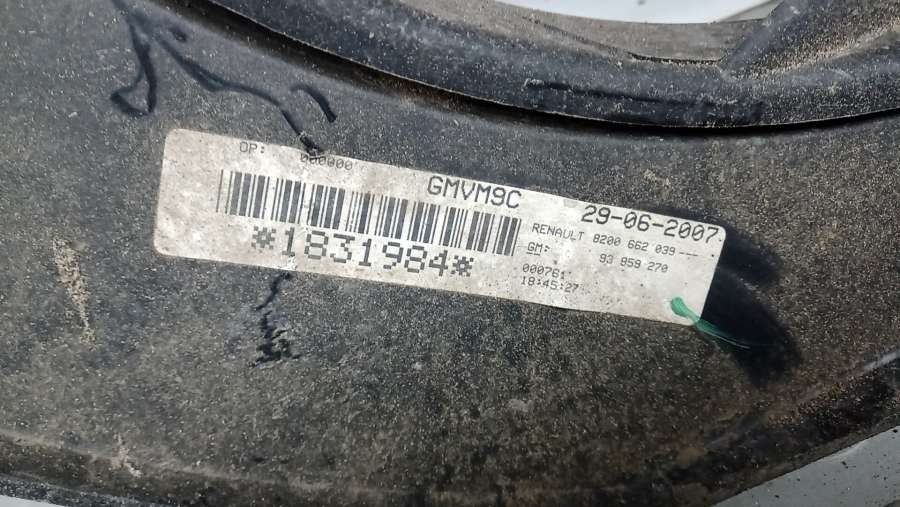 OP: 000000
GMVM9C
29-06-2007
RENAULT 8200 662 039 ---
GM: 93 859 270
*1831984*
000761
18:45:27